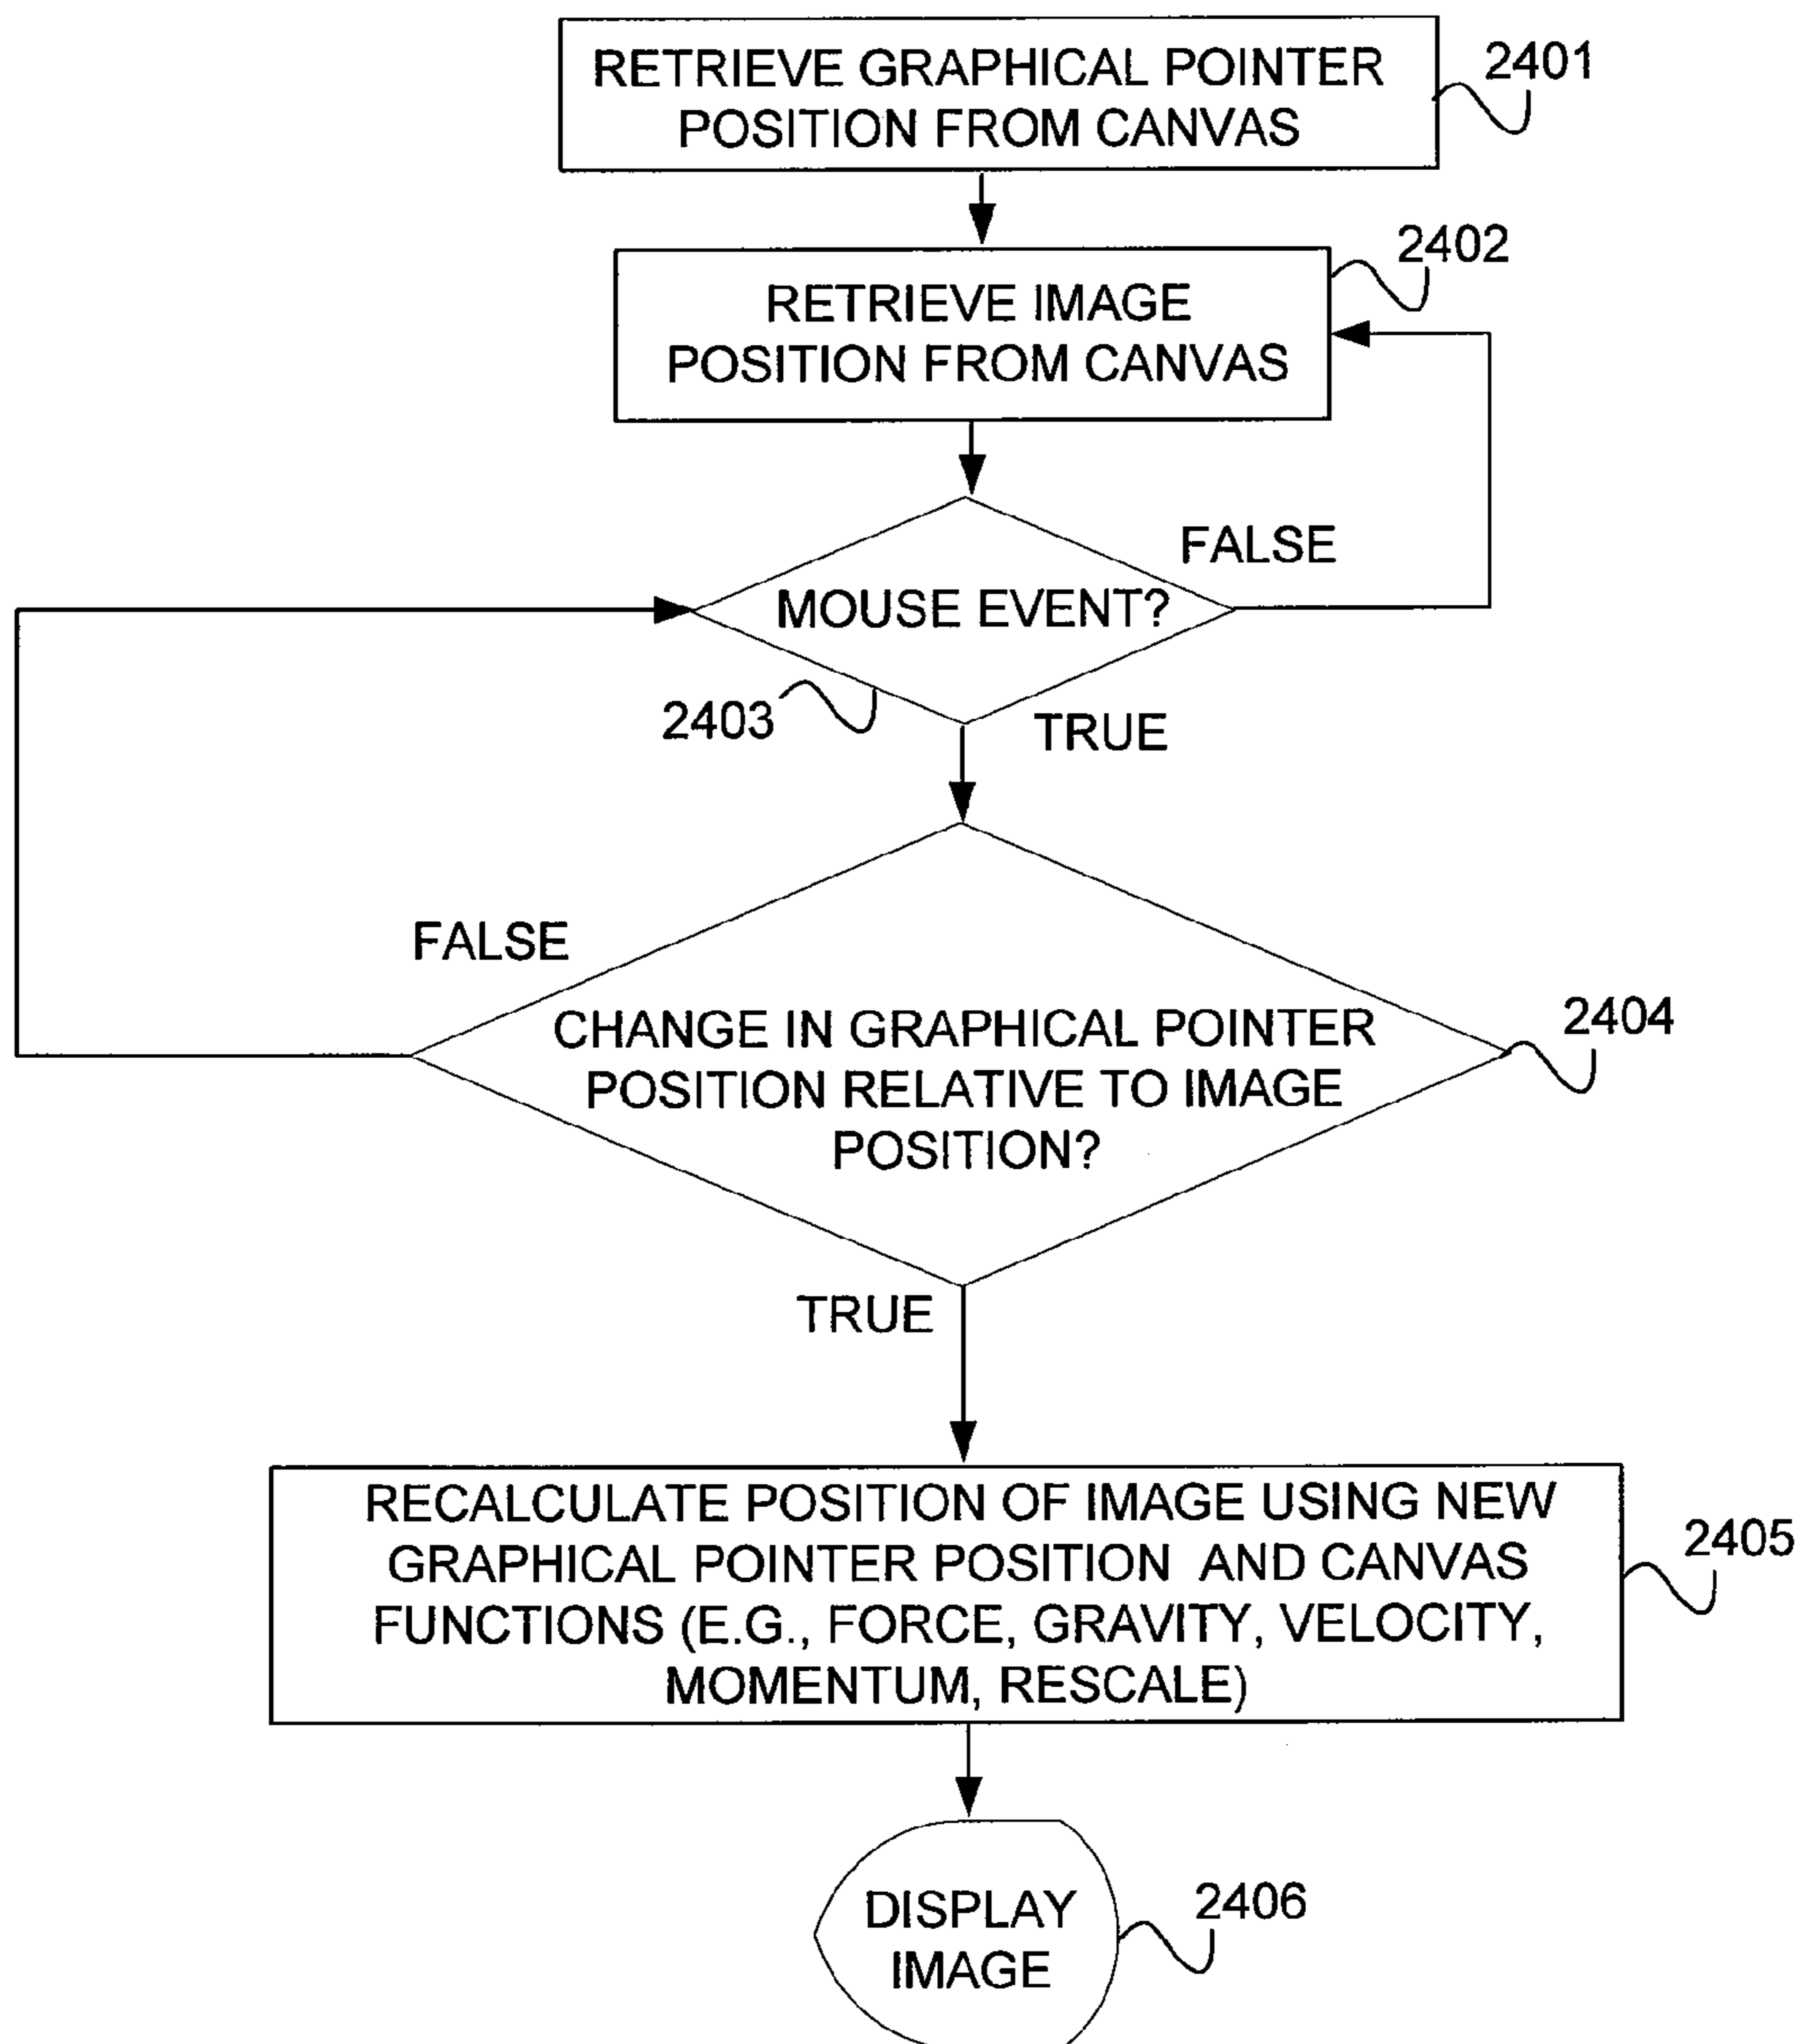 RETRIEVE GRAPHICAL POINTER
POSITION FROM CANVAS
2401
2402
RETRIEVE IMAGE
POSITION FROM CANVAS
FALSE
MOUSE EVENT?
2403
TRUE
FALSE
CHANGE IN GRAPHICAL POINTER
POSITION RELATIVE TO IMAGE
POSITION?
2404
TRUE
RECALCULATE POSITION OF IMAGE USING NEW
GRAPHICAL POINTER POSITION AND CANVAS
FUNCTIONS (E.G., FORCE, GRAVITY, VELOCITY,
MOMENTUM, RESCALE)
2405
DISPLAY
IMAGE
2406